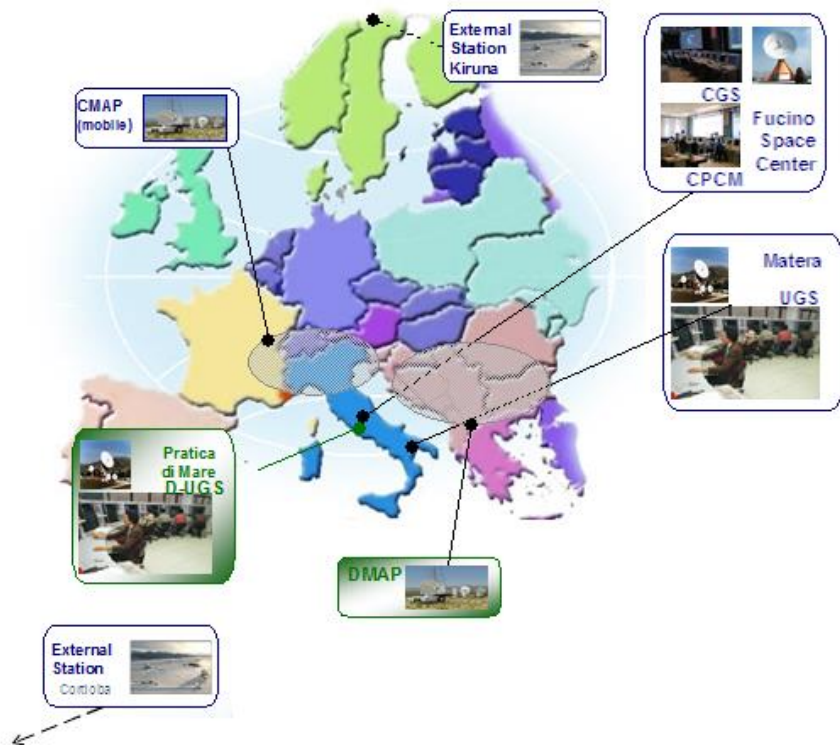 External
Station
Kiruna
CMAP
(mobile)
CGS
Fucino
Space
Center
CPCM
Matera
UGS
Pratica
di Mare
D-UGS
DMAP
External
Station
Cordoba